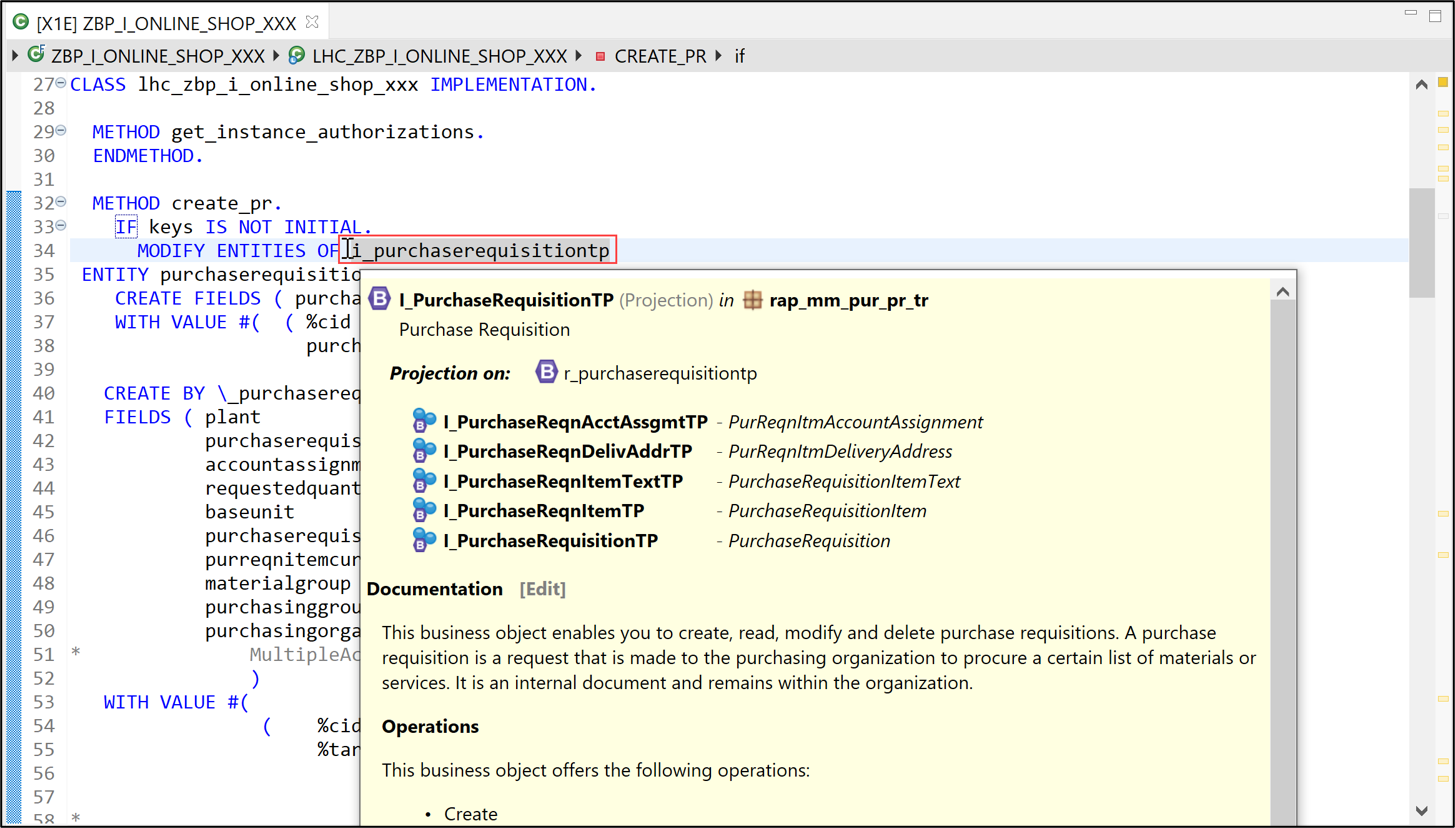 [X1E] ZBP_I_ONLINE_SHOP_XXX
ZBP_I_ONLINE_SHOP_XXX LHC_ZBP_I_ONLINE_SHOP_XXX CREATE_PR if
27 CLASS lhc_zbp_i_online_shop_xxx IMPLEMENTATION.
28
29 METHOD get_instance_authorizations.
30 ENDMETHOD.
31
32 METHOD create_pr.
33 IF keys IS NOT INITIAL.
34 MODIFY ENTITIES OF i_purchaserequisitiontp
35 ENTITY purchaserequisitio
36 CREATE FIELDS ( purcha
37 WITH VALUE #( ( %cid
38 purch
39
40 CREATE BY \_purchasereq
41 FIELDS ( plant
42 purchaserequis
43 accountassignm
44 requestedquant
45 baseunit
46 purchaserequis
47 purreqnitemcur
48 materialgroup
49 purchasinggrou
50 purchasingorga
51 * MultipleAc
52 )
53 WITH VALUE #(
54 ( %cid
55 %tar
56
57
58 *
B I_PurchaseRequisitionTP (Projection) in rap_mm_pur_pr_tr
Purchase Requisition
Projection on: B r_purchaserequisitiontp
B I_PurchaseReqnAcctAssgmtTP - PurReqnItmAccountAssignment
B I_PurchaseReqnDelivAddrTP - PurReqnItmDeliveryAddress
B I_PurchaseReqnItemTextTP - PurchaseRequisitionItemText
B I_PurchaseReqnItemTP - PurchaseRequisitionItem
B I_PurchaseRequisitionTP - PurchaseRequisition
Documentation [Edit]
This business object enables you to create, read, modify and delete purchase requisitions. A purchase
requisition is a request that is made to the purchasing organization to procure a certain list of materials or
services. It is an internal document and remains within the organization.
Operations
This business object offers the following operations:
• Create